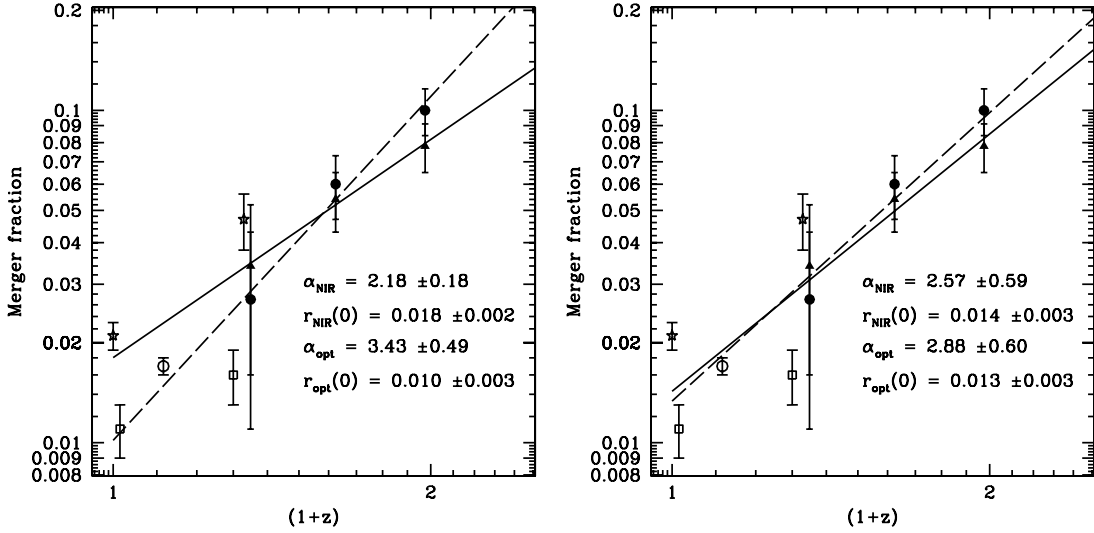 0.2
0.1
0.09
0.08
0.07
0.06
0.05
0.04
0.03
0.02
0.01
0.009
0.008
Merger fraction
α_NIR = 2.18 ±0.18
r_NIR(0) = 0.018 ±0.002
α_opt = 3.43 ±0.49
r_opt(0) = 0.010 ±0.003
1 2
(1+z)
0.2
0.1
0.09
0.08
0.07
0.06
0.05
0.04
0.03
0.02
0.01
0.009
0.008
Merger fraction
α_NIR = 2.57 ±0.59
r_NIR(0) = 0.014 ±0.003
α_opt = 2.88 ±0.60
r_opt(0) = 0.013 ±0.003
1 2
(1+z)